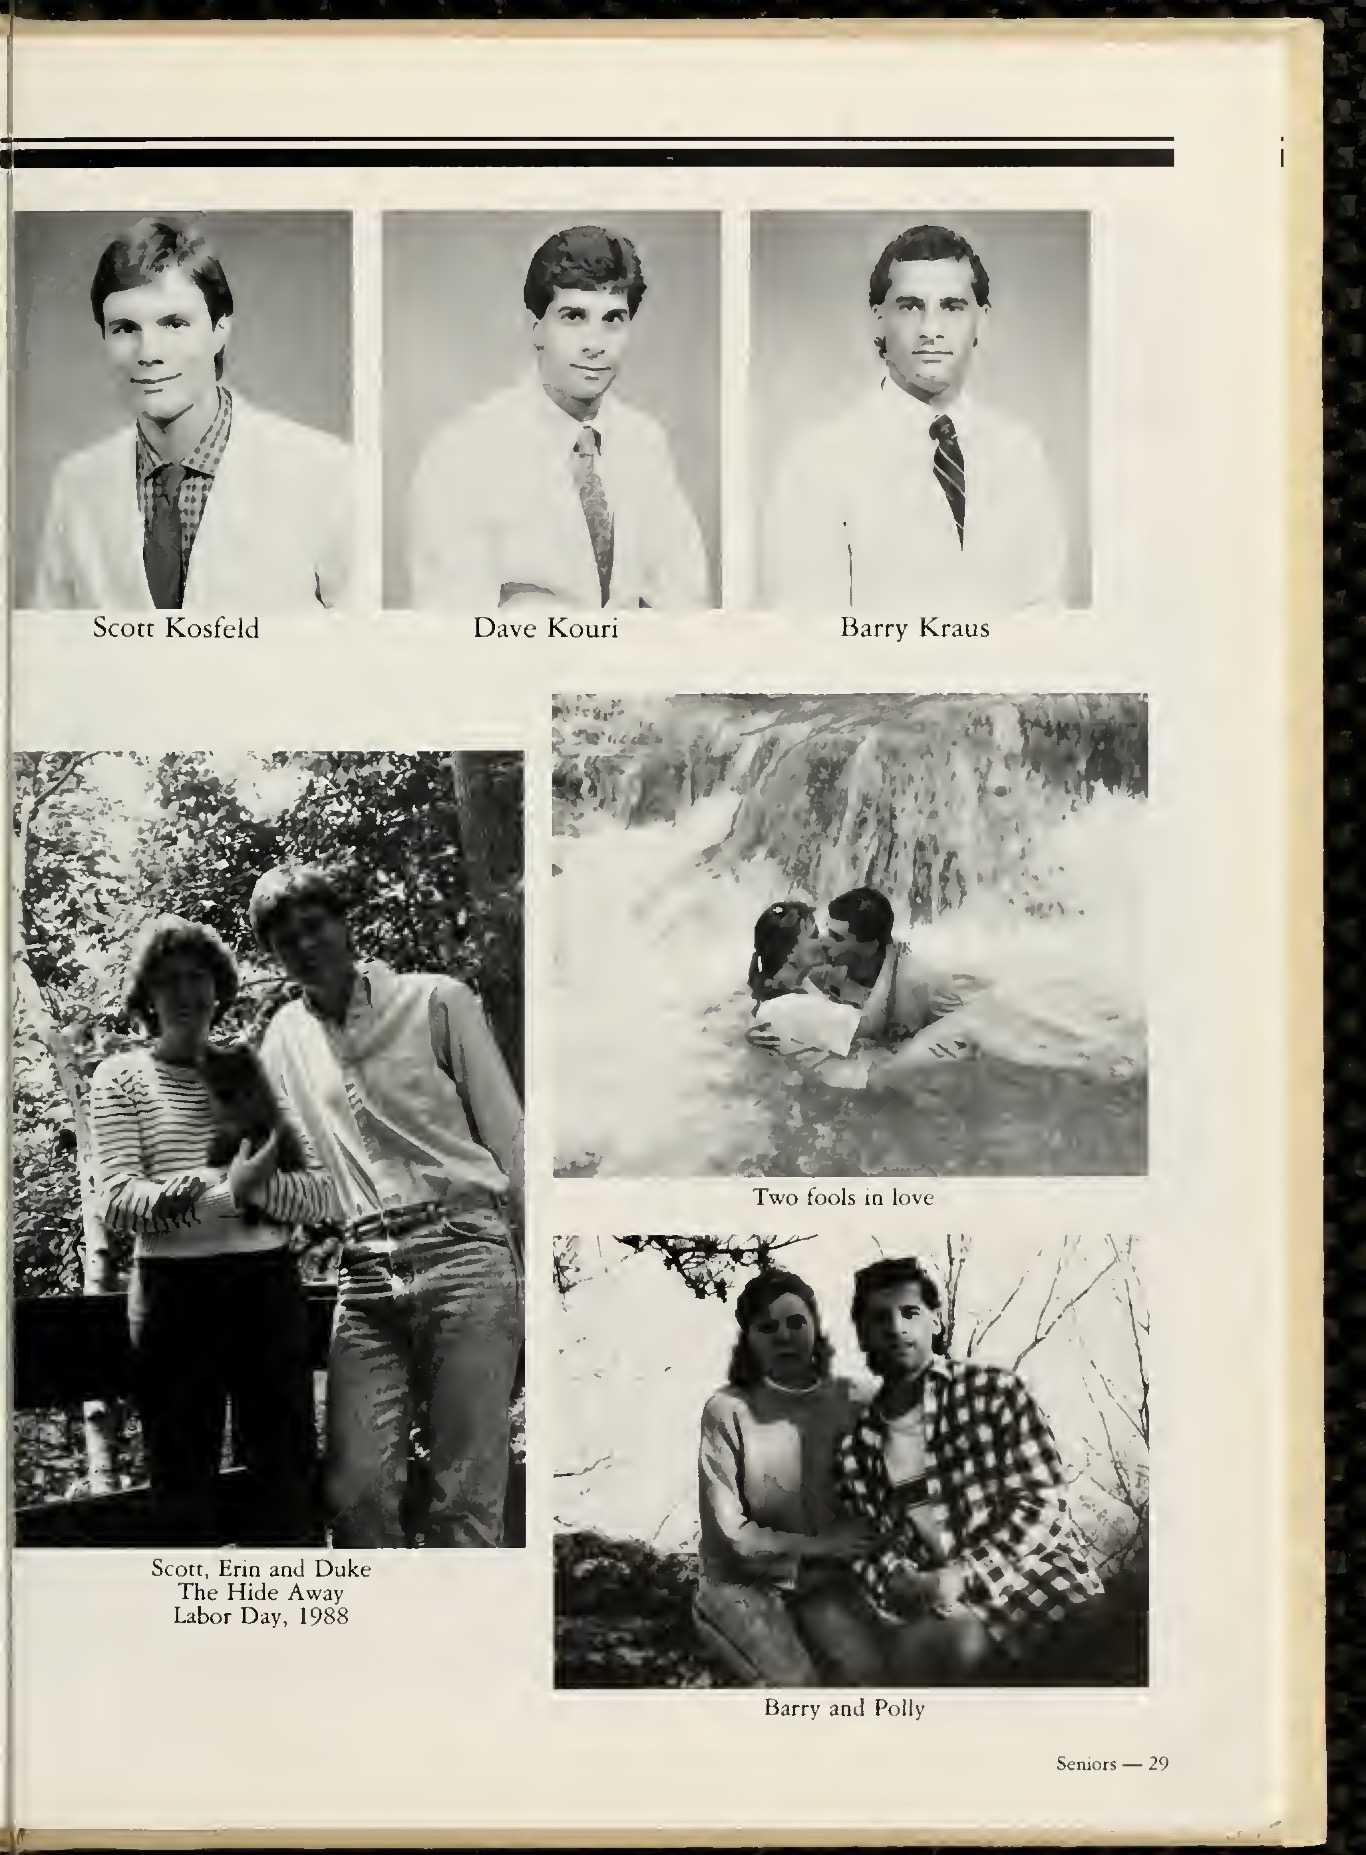 Scott Kosfeld
Dave Kouri
Barry Kraus
Two fools in love
Scott, Erin and Duke
The Hide Away
Labor Day, 1988
Barry and Polly
Seniors — 29